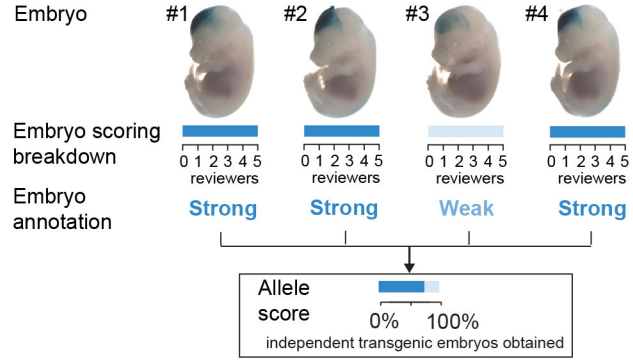 Embryo #1 #2 #3 #4
Embryo scoring
breakdown
0 1 2 3 4 5 0 1 2 3 4 5 0 1 2 3 4 5 0 1 2 3 4 5
reviewers reviewers reviewers reviewers
Embryo
annotation
Strong Strong Weak Strong
Allele
score
0% 100%
independent transgenic embryos obtained